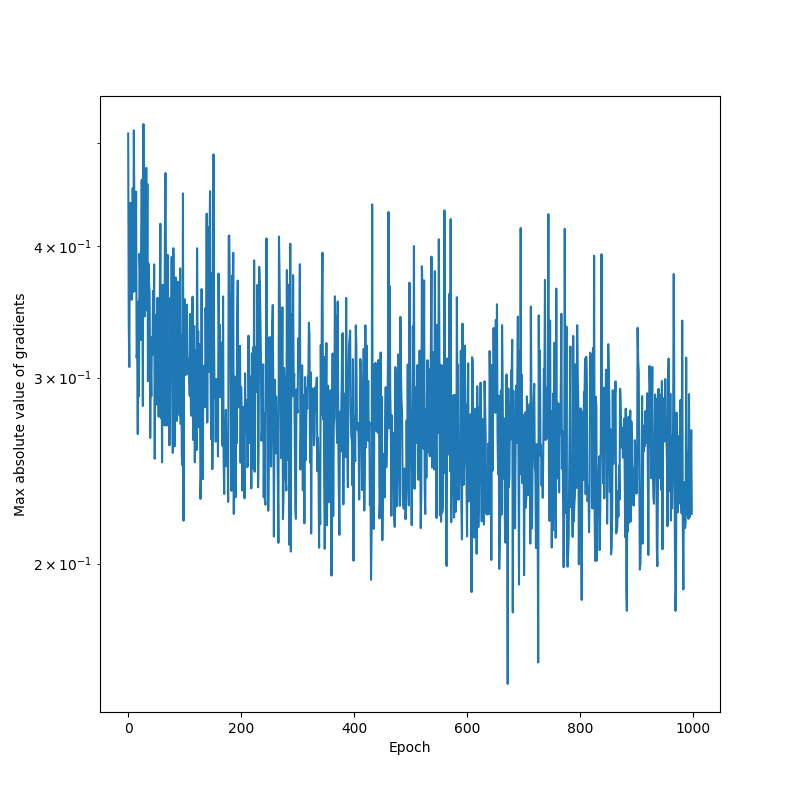 Max absolute value of gradients
4 × 10⁻¹
3 × 10⁻¹
2 × 10⁻¹
0 200 400 600 800 1000
Epoch